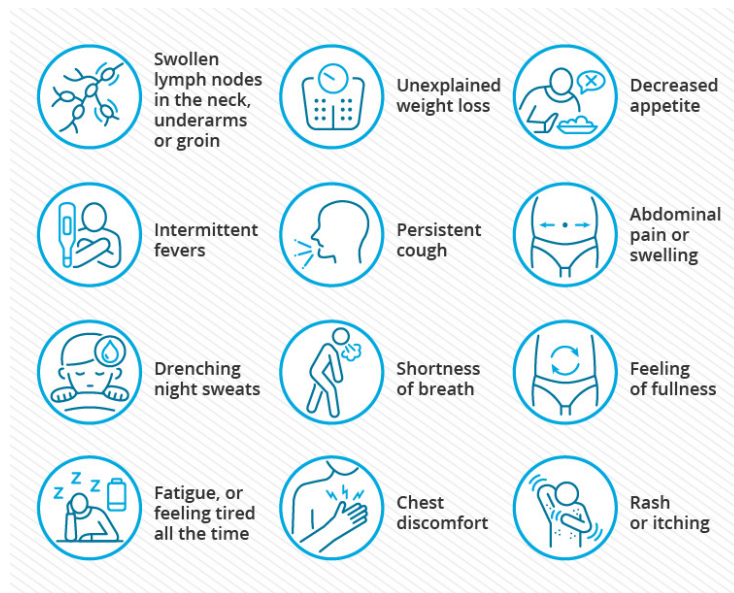 Swollen
lymph nodes
in the neck,
underarms
or groin
Unexplained
weight loss
Decreased
appetite
Intermittent
fevers
Persistent
cough
Abdominal
pain or
swelling
Drenching
night sweats
Shortness
of breath
Feeling
of fullness
z z z
Fatigue, or
feeling tired
all the time
Chest
discomfort
Rash
or itching